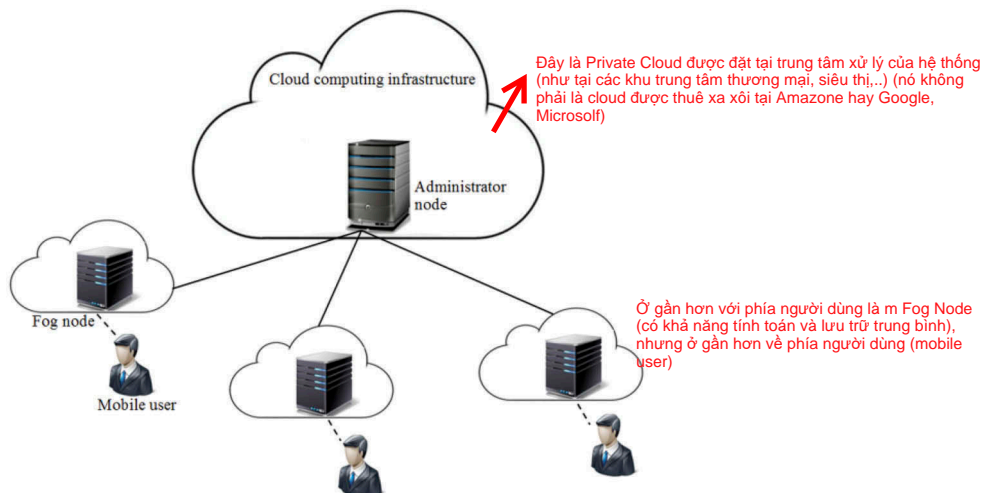 Cloud computing infrastructure
Đây là Private Cloud được đặt tại trung tâm xử lý của hệ thống
(như tại các khu trung tâm thương mại, siêu thị,..) (nó không
phải là cloud được thuê xa xôi tại Amazone hay Google,
Microsolf)
Administrator
node
Fog node
Mobile user
Ở gần hơn với phía người dùng là m Fog Node
(có khả năng tính toán và lưu trữ trung bình),
nhưng ở gần hơn về phía người dùng (mobile
user)